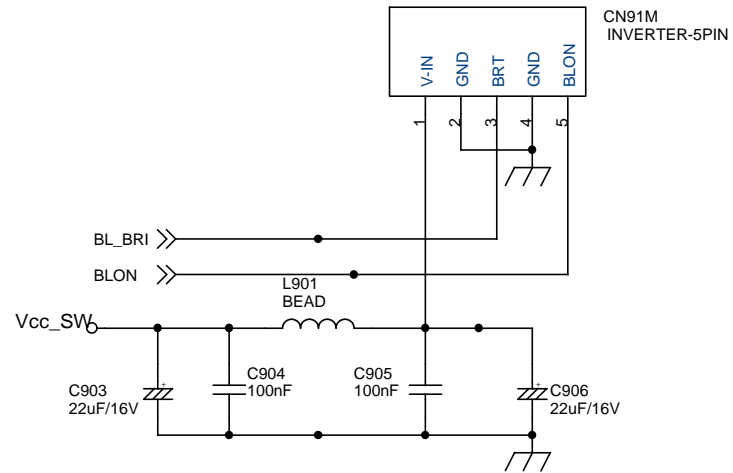 CN91M
INVERTER-5PIN
V-IN
GND
BRT
GND
BLON
1
2
3
4
5
BL_BRI
BLON
L901
BEAD
Vcc_SW
C903
22uF/16V
+
C904
100nF
C905
100nF
+
C906
22uF/16V